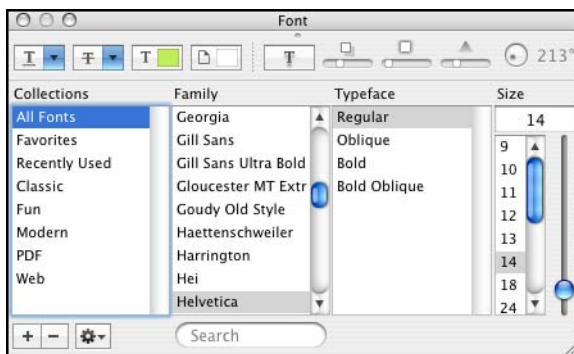 Font
T T T T 213°
Collections Family Typeface Size
All Fonts Georgia Regular 14
Favorites Gill Sans Oblique 9
Recently Used Gill Sans Ultra Bold Bold 10
Classic Gloucester MT Extr Bold Oblique 11
Fun Goudy Old Style 12
Modern Haettenschweiler 13
PDF Harrington 14
Web Hei 18
Helvetica 24
Search